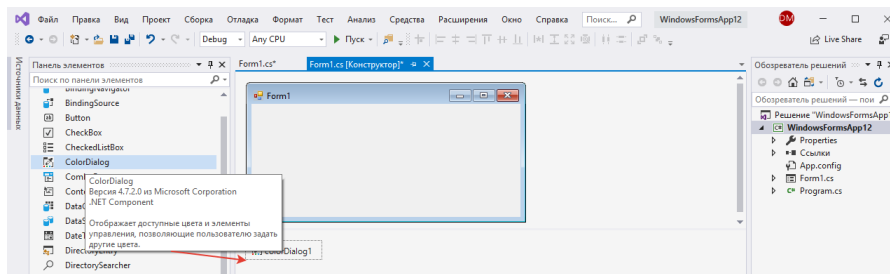 Файл Правка Вид Проект Сборка Отладка Формат Тест Анализ Средства Расширения Окно Справка Поиск... WindowsFormsApp12 DM
Debug Any CPU Пуск Live Share
Источники данных
Панель элементов
Поиск по панели элементов
BindingNavigator
BindingSource
Button
CheckBox
CheckedListBox
ColorDialog
ColorDialog
Версия 4.7.2.0 из Microsoft Corporation
.NET Component
Отображает доступные цвета и элементы
управления, позволяющие пользователю задать
другие цвета.
DirectoryEntry
DirectorySearcher
Form1.cs* Form1.cs [Конструктор]*
Form1
colorDialog1
Обозреватель решений
Обозреватель решений — пои
Решение "WindowsFormsApp
WindowsFormsApp12
Properties
Ссылки
App.config
Form1.cs
C# Program.cs